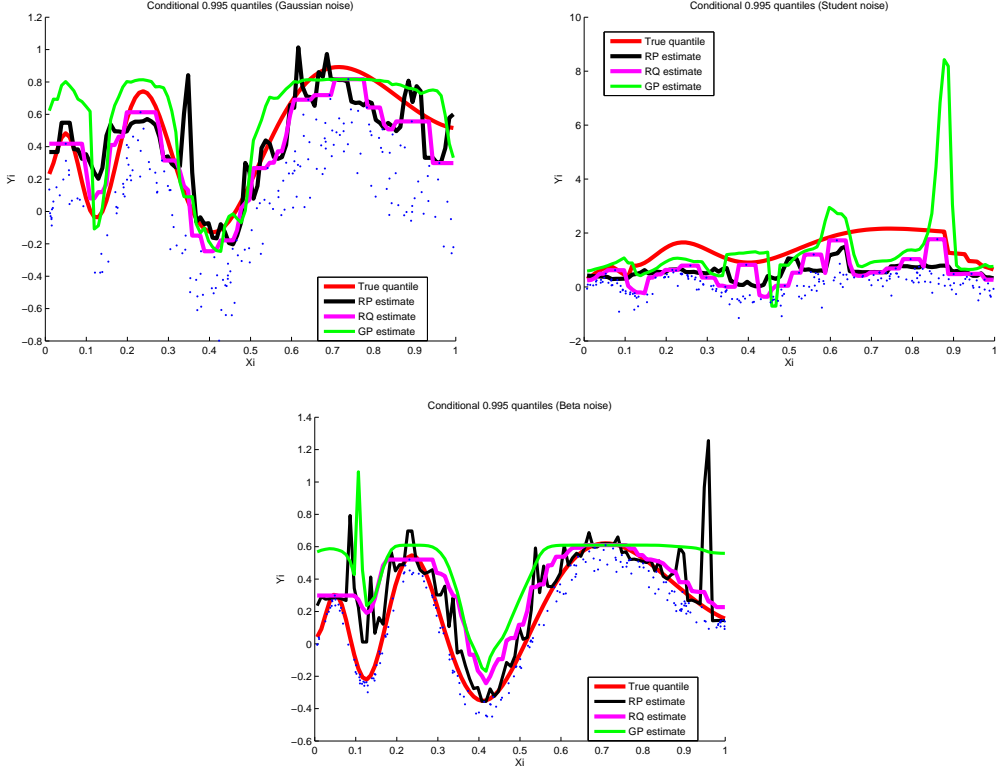 Conditional 0.995 quantiles (Gaussian noise)
1.2
1
0.8
0.6
0.4
0.2
0
−0.2
−0.4
−0.6
−0.8
Yi
0 0.1 0.2 0.3 0.4 0.5 0.6 0.7 0.8 0.9 1
Xi
True quantile
RP estimate
RQ estimate
GP estimate
Conditional 0.995 quantiles (Student noise)
10
8
6
4
2
0
−2
Yi
0 0.1 0.2 0.3 0.4 0.5 0.6 0.7 0.8 0.9 1
Xi
True quantile
RP estimate
RQ estimate
GP estimate
Conditional 0.995 quantiles (Beta noise)
1.4
1.2
1
0.8
0.6
0.4
0.2
0
−0.2
−0.4
−0.6
Yi
0 0.1 0.2 0.3 0.4 0.5 0.6 0.7 0.8 0.9 1
Xi
True quantile
RP estimate
RQ estimate
GP estimate